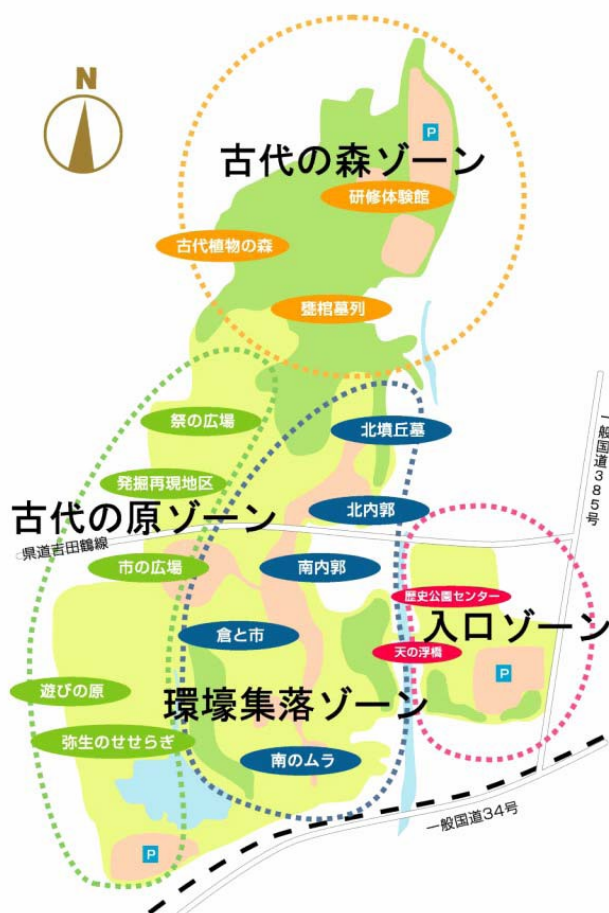 N
P
古代の森ゾーン
研修体験館
古代植物の森
甕棺墓列
祭の広場
北墳丘墓
一般国道385号
発掘再現地区
北内郭
古代の原ゾーン
県道吉田鶴線
市の広場
南内郭
歴史公園センター
入口ゾーン
倉と市
天の浮橋
P
遊びの原
環壕集落ゾーン
弥生のせせらぎ
南のムラ
一般国道34号
P